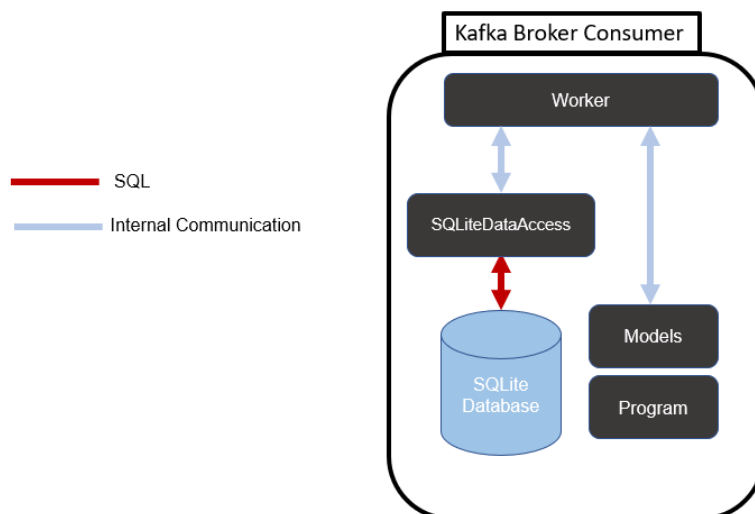 Kafka Broker Consumer
Worker
SQL
Internal Communication
SQLiteDataAccess
Models
SQLite
Database
Program